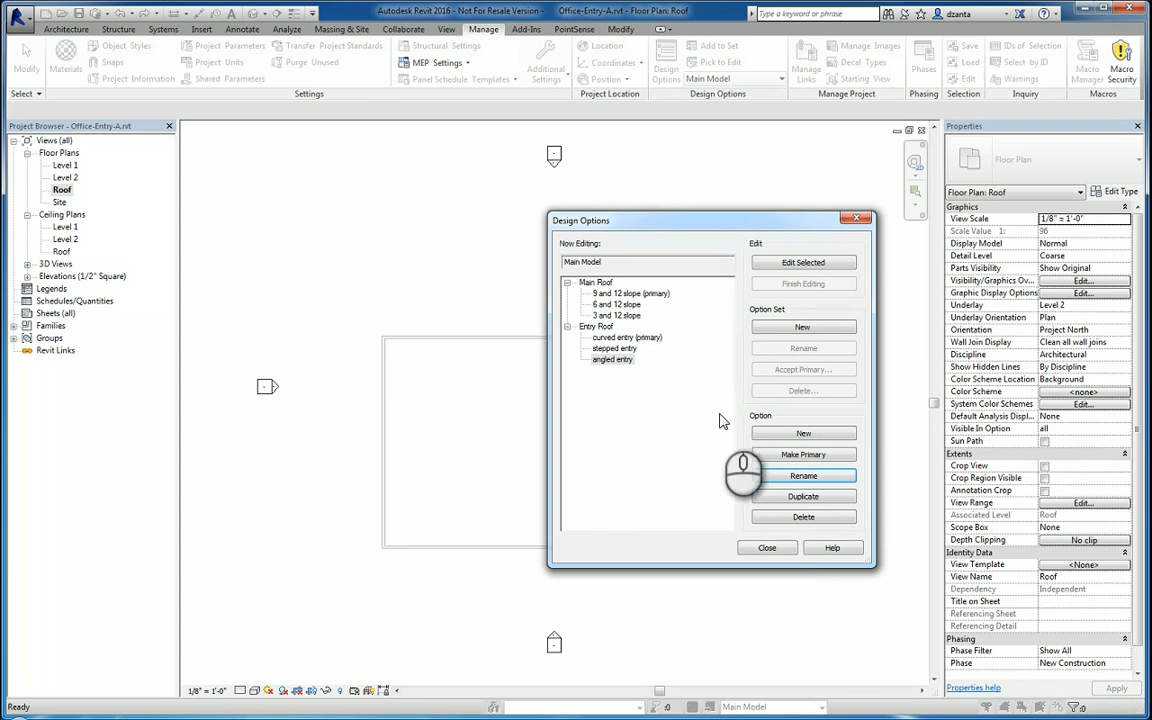 Autodesk Revit 2016 - Not For Resale Version - Office-Entry-A.rvt - Floor Plan: Roof
Type a keyword or phrase
dzanta
Architecture Structure Systems Insert Annotate Analyze Massing & Site Collaborate View Manage Add-Ins PointSense Modify
Modify
Materials
Object Styles
Snaps
Project Information
Project Parameters
Project Units
Shared Parameters
Transfer Project Standards
Purge Unused
Structural Settings
MEP Settings
Panel Schedule Templates
Additional Settings
Location
Coordinates
Position
Design Options
Add to Set
Pick to Edit
Main Model
Manage Links
Manage Images
Decal Types
Starting View
Phases
Save
Load
Edit
IDs of Selection
Select by ID
Warnings
Macro Manager
Macro Security
Select Settings Project Location Design Options Manage Project Phasing Selection Inquiry Macros
Project Browser - Office-Entry-A.rvt
Views (all)
Floor Plans
Level 1
Level 2
Roof
Site
Ceiling Plans
Level 1
Level 2
Roof
3D Views
Elevations (1/2" Square)
Legends
Schedules/Quantities
Sheets (all)
Families
Groups
Revit Links
Design Options
Now Editing:
Main Model
Main Roof
9 and 12 slope (primary)
6 and 12 slope
3 and 12 slope
Entry Roof
curved entry (primary)
stepped entry
angled entry
Edit
Edit Selected
Finish Editing
Option Set
New
Rename
Accept Primary...
Delete...
Option
New
Make Primary
Rename
Duplicate
Delete
Close Help
Properties
Floor Plan
Floor Plan: Roof Edit Type
Graphics
View Scale 1/8" = 1'-0"
Scale Value 1: 96
Display Model Normal
Detail Level Coarse
Parts Visibility Show Original
Visibility/Graphics Ov... Edit...
Graphic Display Options Edit...
Underlay Level 2
Underlay Orientation Plan
Orientation Project North
Wall Join Display Clean all wall joins
Discipline Architectural
Show Hidden Lines By Discipline
Color Scheme Location Background
Color Scheme <none>
System Color Schemes Edit...
Default Analysis Displ... None
Visible In Option all
Sun Path
Extents
Crop View
Crop Region Visible
Annotation Crop
View Range Edit...
Associated Level Roof
Scope Box None
Depth Clipping No clip
Identity Data
View Template <None>
View Name Roof
Dependency Independent
Title on Sheet
Referencing Sheet
Referencing Detail
Phasing
Phase Filter Show All
Phase New Construction
Properties help Apply
1/8" = 1'-0"
Ready
:0
Main Model
:0